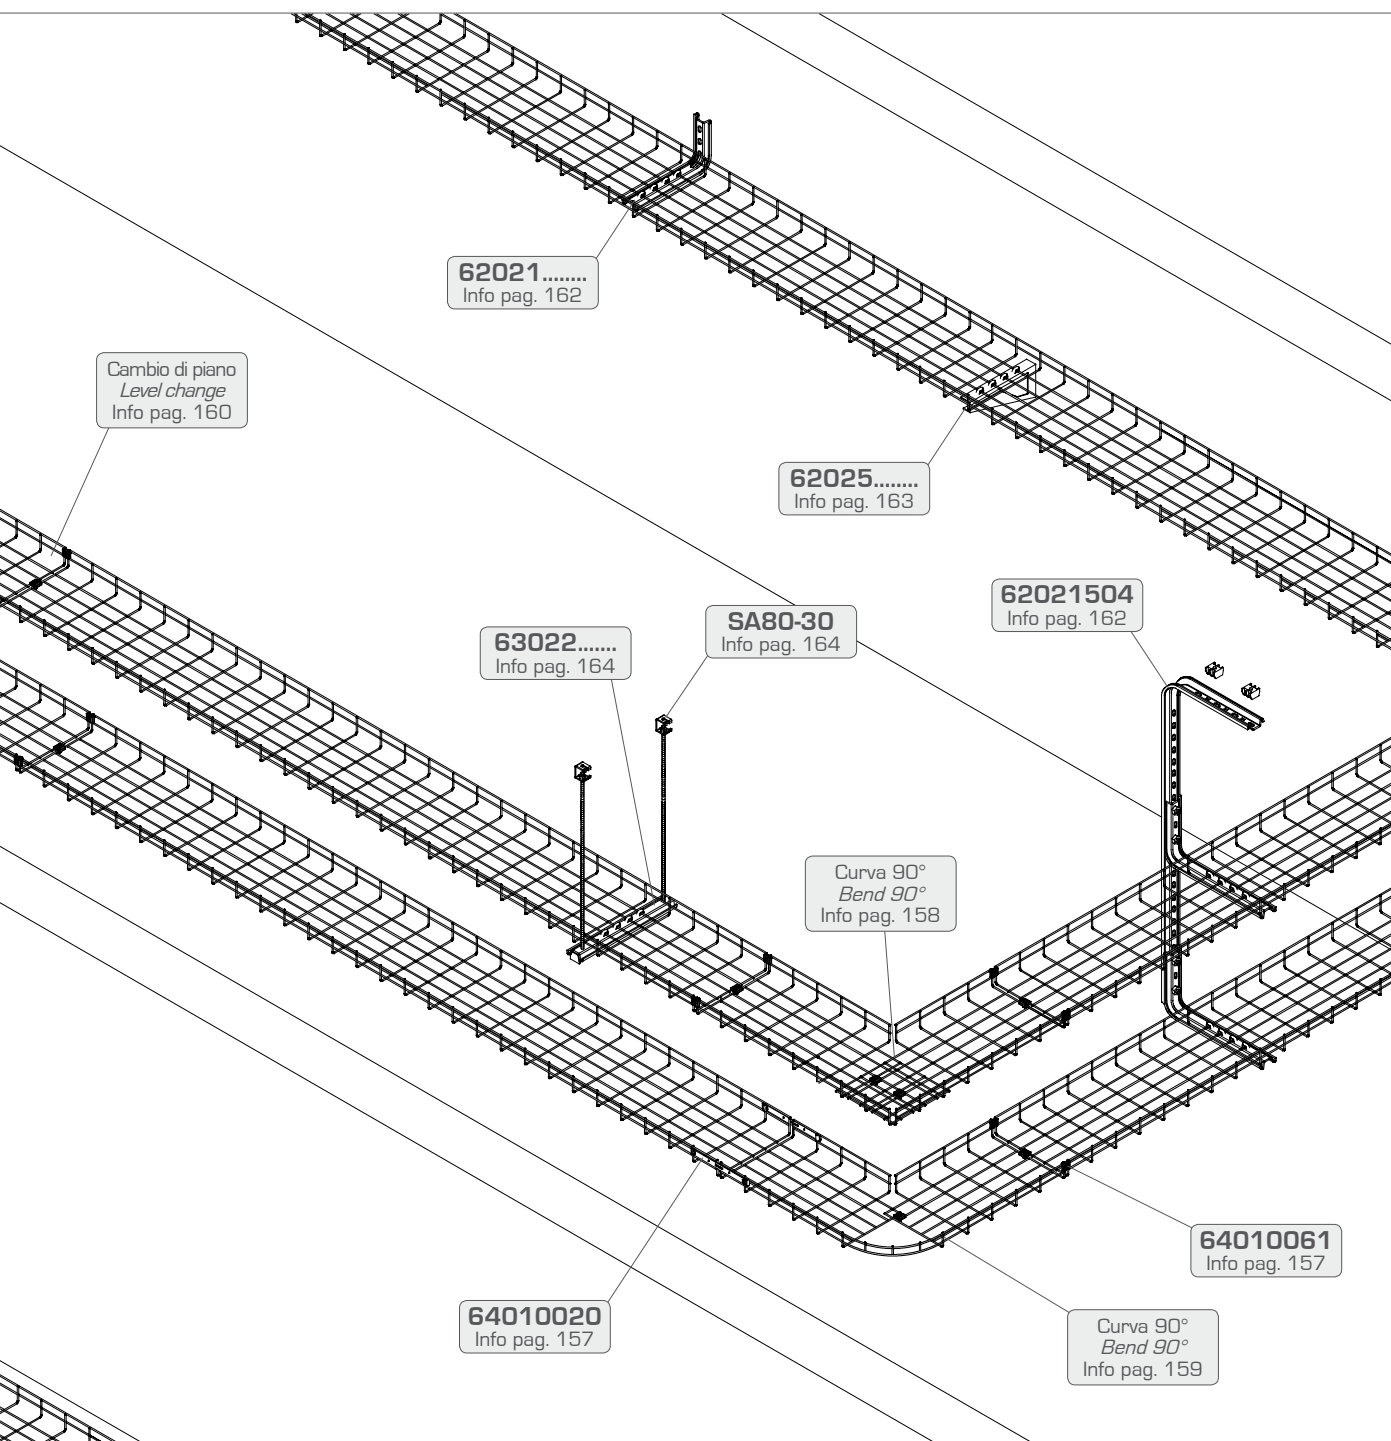 62021........
Info pag. 162
Cambio di piano
Level change
Info pag. 160
62025........
Info pag. 163
62021504
Info pag. 162
SA80-30
Info pag. 164
63022.......
Info pag. 164
Curva 90°
Bend 90°
Info pag. 158
64010061
Info pag. 157
64010020
Info pag. 157
Curva 90°
Bend 90°
Info pag. 159